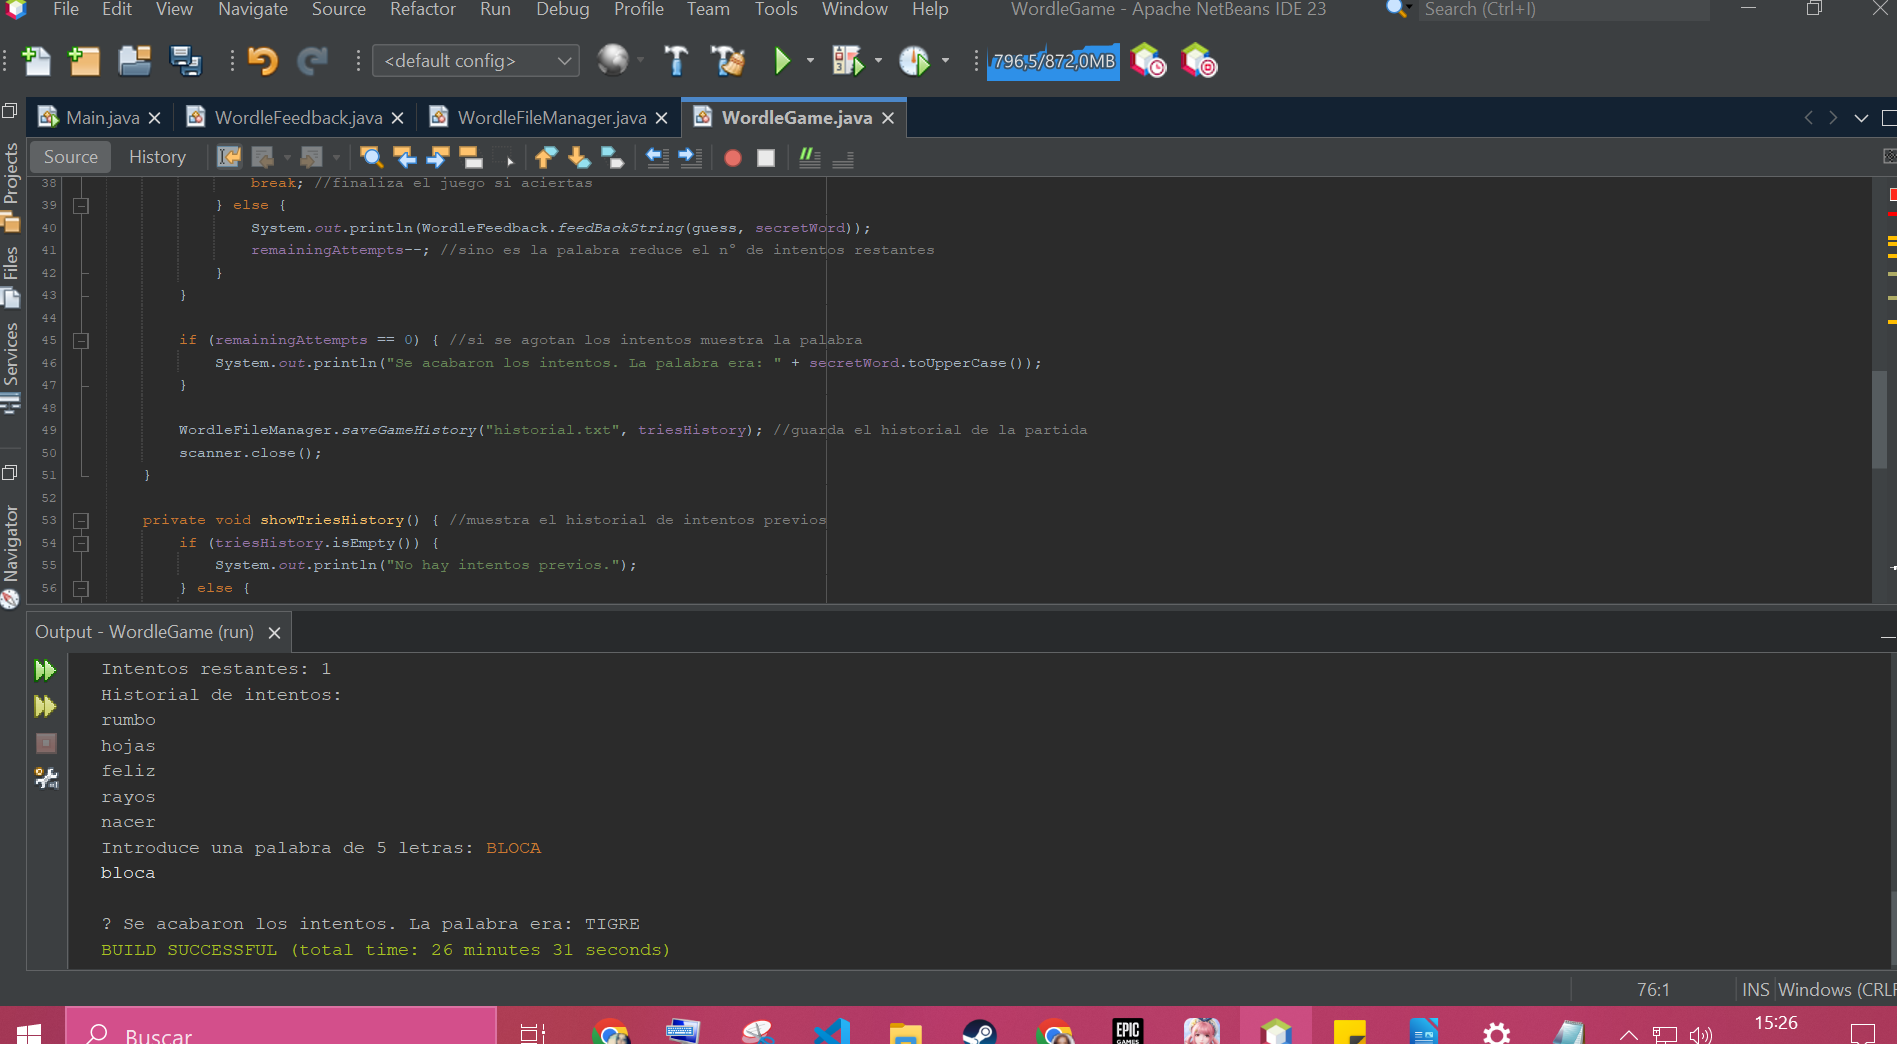 File Edit View Navigate Source Refactor Run Debug Profile Team Tools Window Help WordleGame - Apache NetBeans IDE 23 Search (Ctrl+I)
<default config> 796,5/872,0MB
Main.java WordleFeedback.java WordleFileManager.java WordleGame.java
Source History
Projects
Files
Services
Navigator
38 break; //finaliza el juego si aciertas
39 } else {
40 System.out.println(WordleFeedback.feedBackString(guess, secretWord));
41 remainingAttempts--; //sino es la palabra reduce el nº de intentos restantes
42 }
43 }
44
45 if (remainingAttempts == 0) { //si se agotan los intentos muestra la palabra
46 System.out.println("Se acabaron los intentos. La palabra era: " + secretWord.toUpperCase());
47 }
48
49 WordleFileManager.saveGameHistory("historial.txt", triesHistory); //guarda el historial de la partida
50 scanner.close();
51 }
52
53 private void showTriesHistory() { //muestra el historial de intentos previos
54 if (triesHistory.isEmpty()) {
55 System.out.println("No hay intentos previos.");
56 } else {
Output - WordleGame (run)
Intentos restantes: 1
Historial de intentos:
rumbo
hojas
feliz
rayos
nacer
Introduce una palabra de 5 letras: BLOCA
bloca
? Se acabaron los intentos. La palabra era: TIGRE
BUILD SUCCESSFUL (total time: 26 minutes 31 seconds)
76:1 INS Windows (CRLF
Buscar EPIC GAMES 15:26